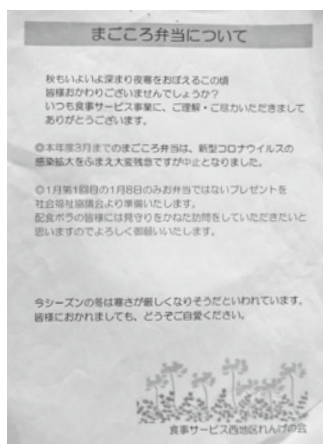 まごころ弁当について
秋もいよいよ深まり夜寒をおぼえるこの頃
皆様おかわりございませんでしょうか?
いつも食事サービス事業に、ご理解・ご尽力いただきまして
ありがとうございます。
◎本年度3月までのまごころ弁当は、新型コロナウイルスの
感染拡大をふまえ大変残念ですが中止となりました。
◎1月第1回目の1月8日のみお弁当ではないプレゼントを
社会福祉協議会より準備いたします。
配食ボラの皆様には見守りをかねた訪問をしていただきたいと
思いますのでよろしく御願いいたします。
今シーズンの冬は寒さが厳しくなりそうだといわれています。
皆様におかれましても、どうぞご自愛ください。
食事サービス西地区れんげの会